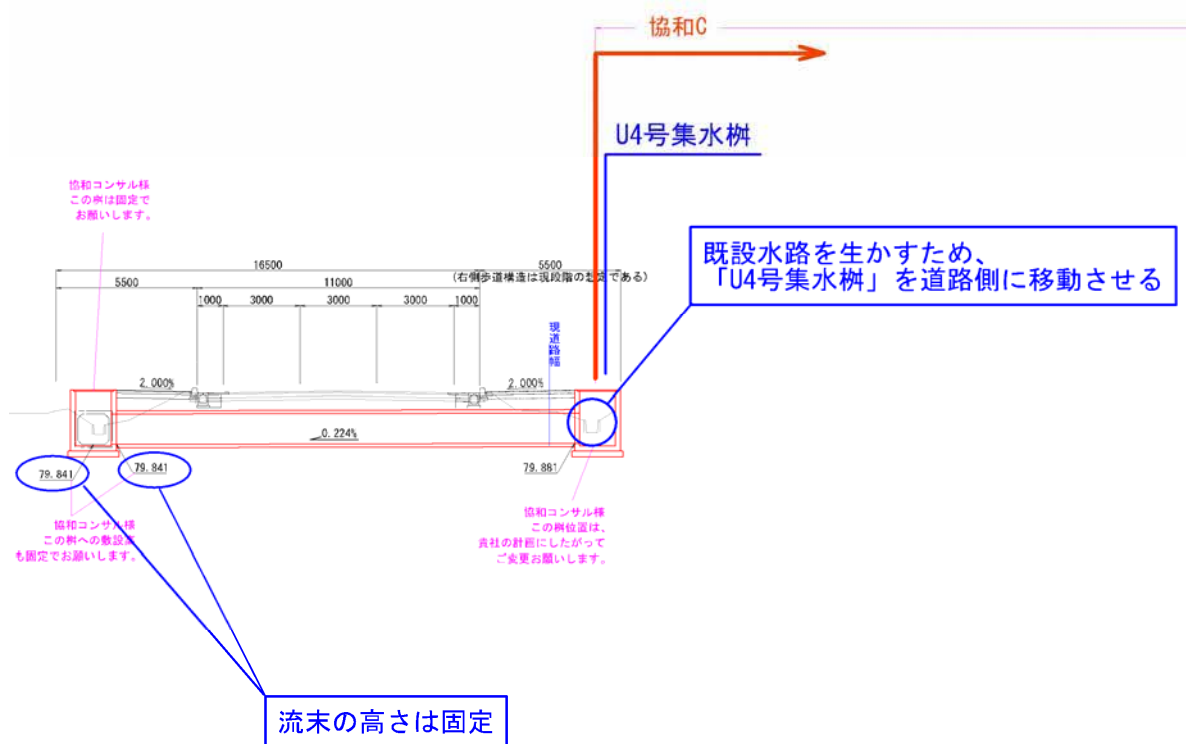 協和C
U4号集水桝
協和コンサル様
この桝は固定で
お願いします。
既設水路を生かすため、
「U4号集水桝」を道路側に移動させる
16500
5500
(右側歩道構造は現段階の想定である)
5500
11000
1000
3000
3000
3000
1000
現道路幅
2.000%
2.000%
0.224%
79.841
79.841
79.881
協和コンサル様
この桝への敷設高
も固定でお願いします。
協和コンサル様
この桝位置は、
貴社の計画にしたがって
ご変更お願いします。
流末の高さは固定